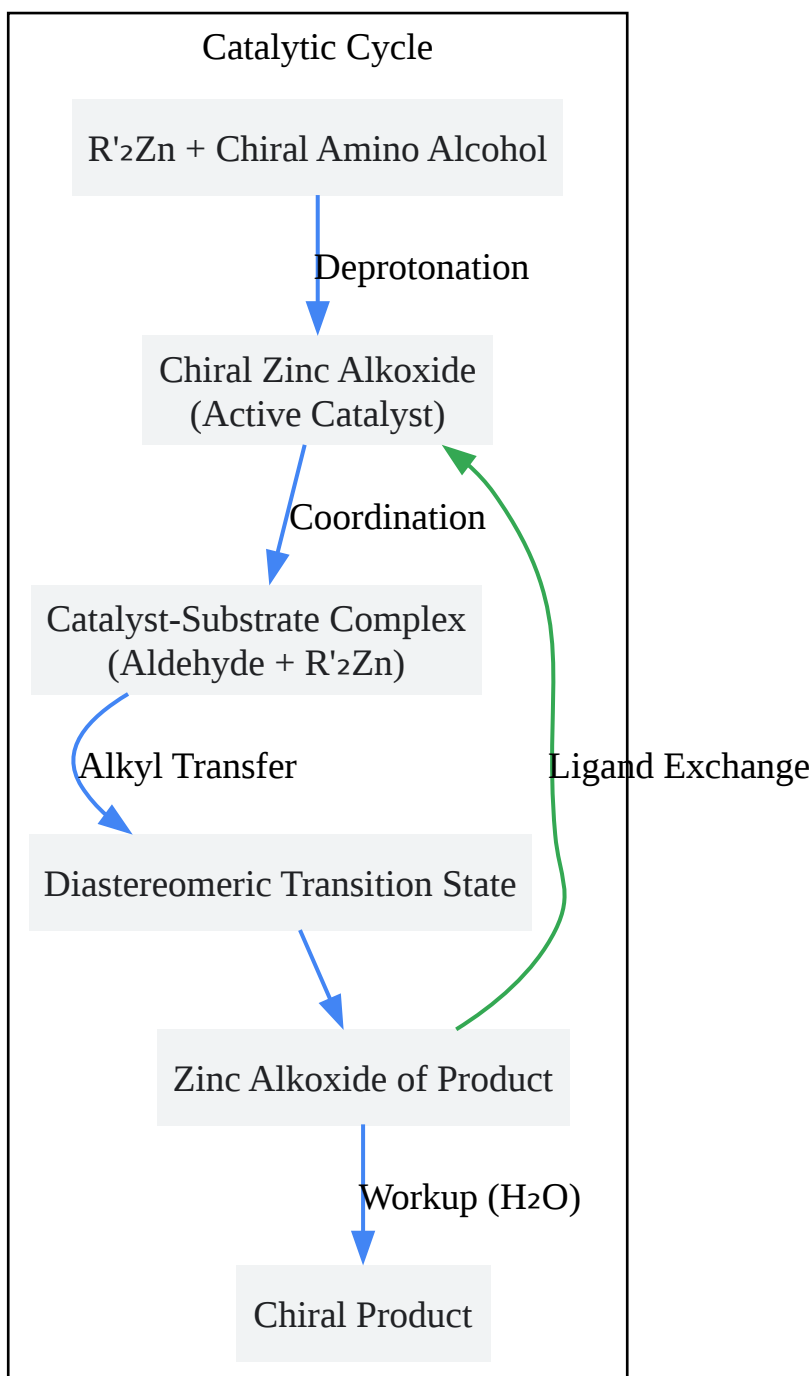 Catalytic Cycle
R'₂Zn + Chiral Amino Alcohol
Deprotonation
Chiral Zinc Alkoxide
(Active Catalyst)
Coordination
Catalyst-Substrate Complex
(Aldehyde + R'₂Zn)
Alkyl Transfer
Ligand Exchange
Diastereomeric Transition State
Zinc Alkoxide of Product
Workup (H₂O)
Chiral Product